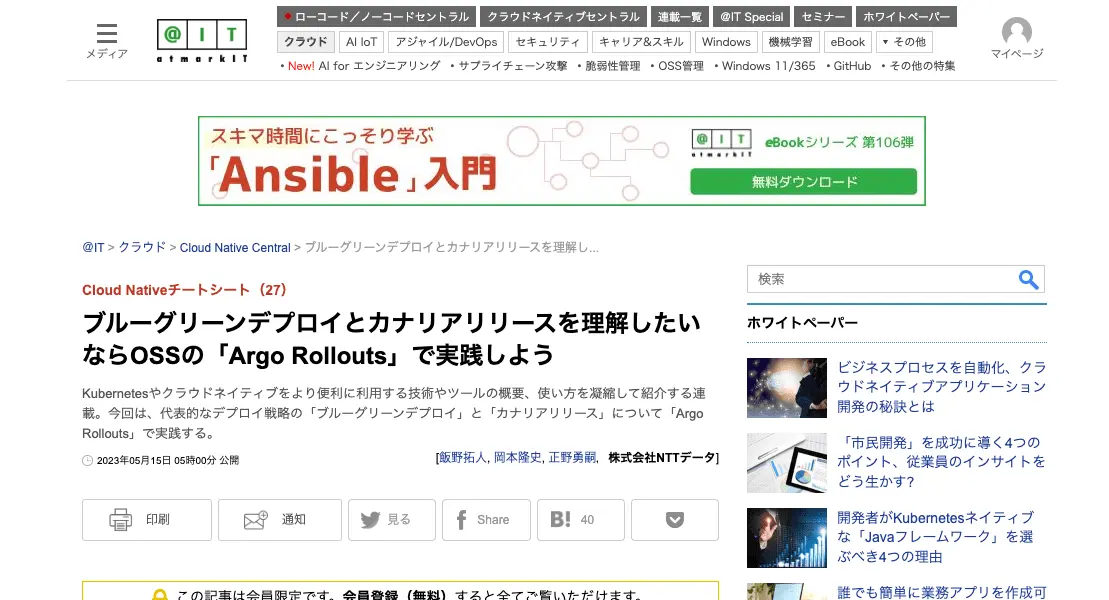 メディア
@IT
atmarkIT
ローコード／ノーコードセントラル
クラウドネイティブセントラル
連載一覧
@IT Special
セミナー
ホワイトペーパー
クラウド
AI IoT
アジャイル/DevOps
セキュリティ
キャリア&スキル
Windows
機械学習
eBook
▼ その他
・New! AI for エンジニアリング
・サプライチェーン攻撃
・脆弱性管理
・OSS管理
・Windows 11/365
・GitHub
・その他の特集
マイページ
スキマ時間にこっそり学ぶ
「Ansible」入門
@IT
atmarkIT
eBookシリーズ 第106弾
無料ダウンロード
@IT > クラウド > Cloud Native Central > ブルーグリーンデプロイとカナリアリリースを理解し...
Cloud Nativeチートシート（27）
ブルーグリーンデプロイとカナリアリリースを理解したい
ならOSSの「Argo Rollouts」で実践しよう
Kubernetesやクラウドネイティブをより便利に利用する技術やツールの概要、使い方を凝縮して紹介する連
載。今回は、代表的なデプロイ戦略の「ブルーグリーンデプロイ」と「カナリアリリース」について「Argo
Rollouts」で実践する。
2023年05月15日 05時00分 公開
[飯野拓人, 岡本隆史, 正野勇嗣, 株式会社NTTデータ]
印刷
通知
見る
Share
B! 40
この記事は会員限定です。会員登録（無料）すると全てご覧いただけます。
検索
ホワイトペーパー
ビジネスプロセスを自動化、クラ
ウドネイティブアプリケーション
開発の秘訣とは
「市民開発」を成功に導く4つの
ポイント、従業員のインサイトを
どう生かす?
開発者がKubernetesネイティブ
な「Javaフレームワーク」を選
ぶべき4つの理由
誰でも簡単に業務アプリを作成可